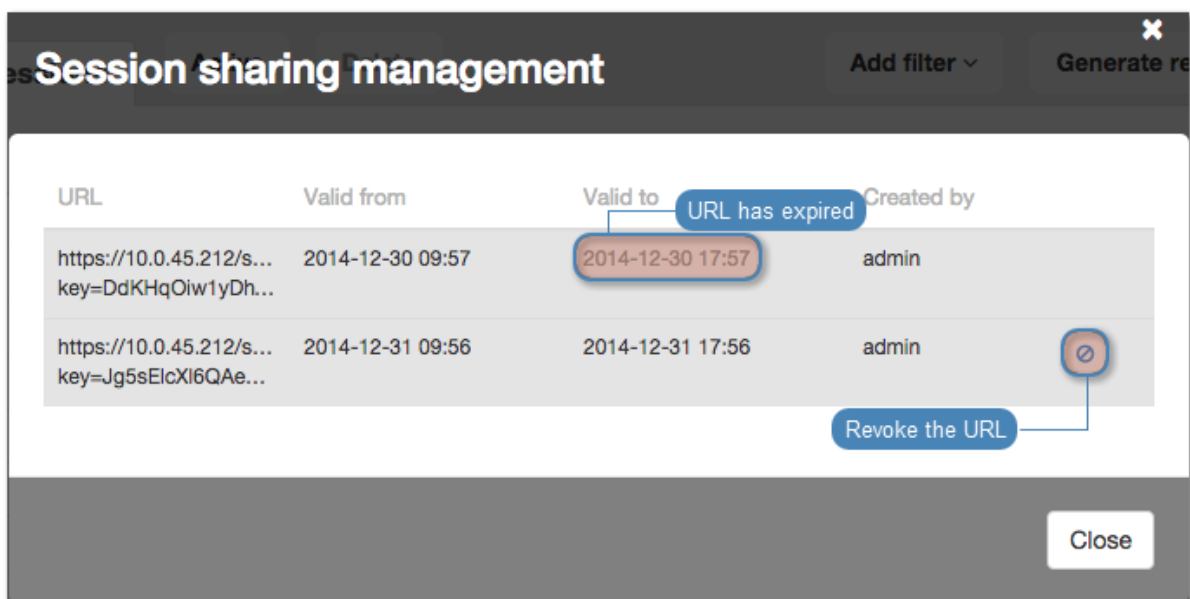 Session sharing management
Add filter
Generate re
URL Valid from Valid to Created by
URL has expired
https://10.0.45.212/s... 2014-12-30 09:57 2014-12-30 17:57 admin
key=DdKHqOiw1yDh...
https://10.0.45.212/s... 2014-12-31 09:56 2014-12-31 17:56 admin
key=Jg5sElcXl6QAe...
Revoke the URL
Close